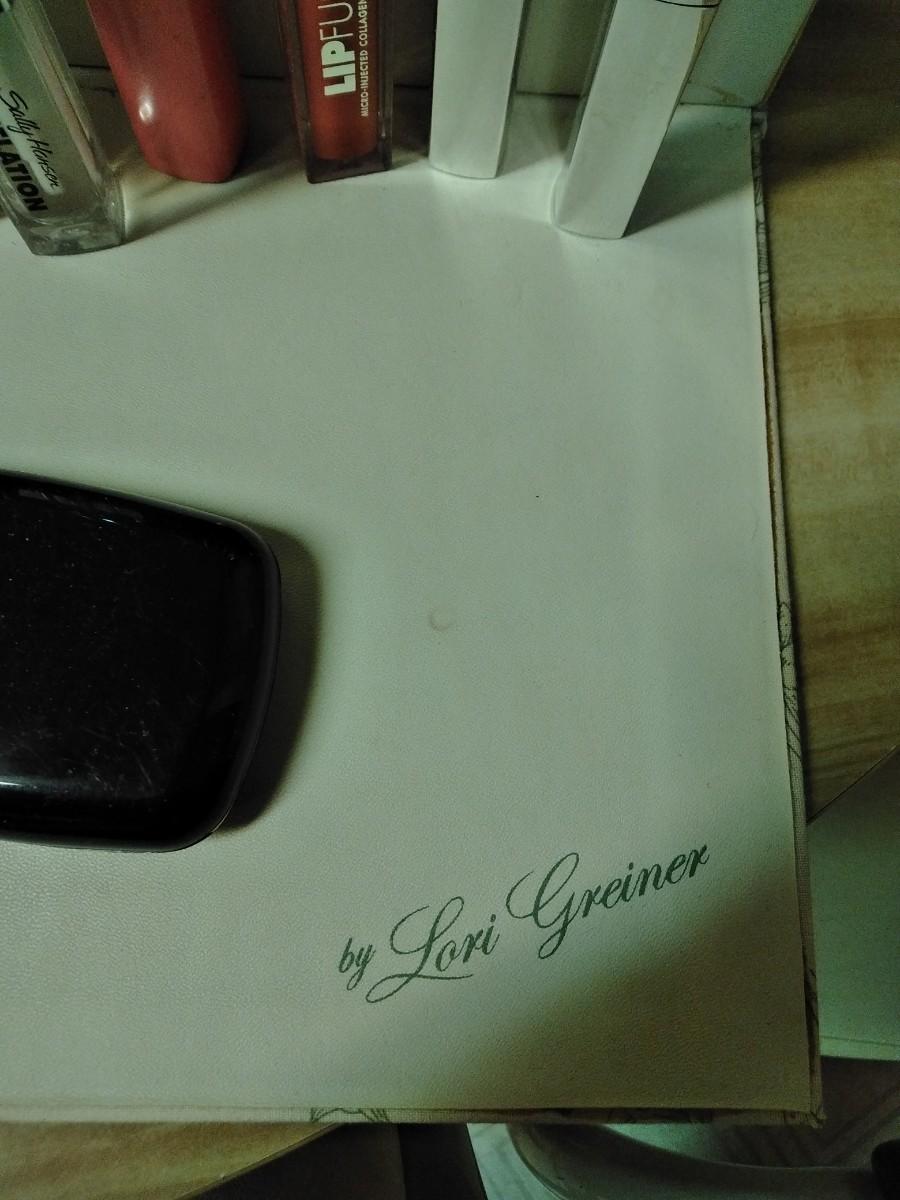 Sally Hansen
LATION
LIPFU
MICRO-INJECTED COLLAGEN
by Lori Greiner